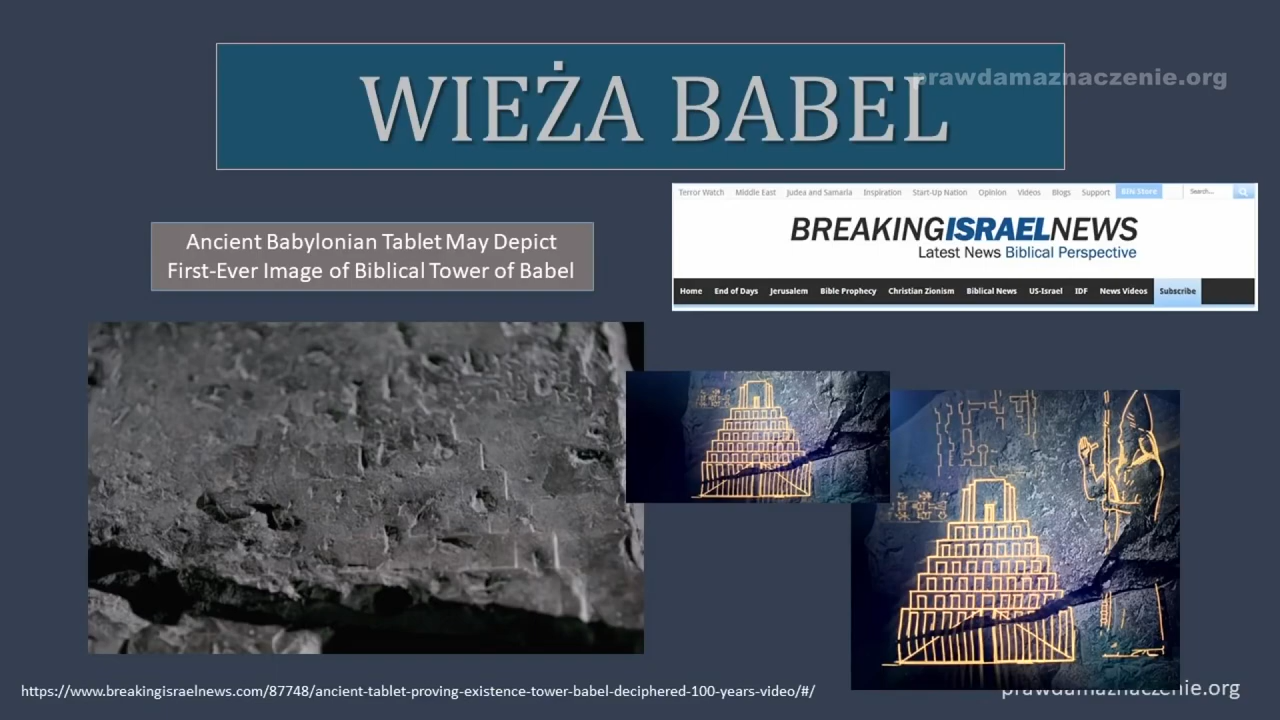 WIEŻA BABEL
prawdamaznaczenie.org
Terror Watch Middle East Judea and Samaria Inspiration Start-Up Nation Opinion Videos Blogs Support BIN Store Search...
BREAKINGISRAELNEWS
Latest News Biblical Perspective
Home End of Days Jerusalem Bible Prophecy Christian Zionism Biblical News US-Israel IDF News Videos Subscribe
Ancient Babylonian Tablet May Depict
First-Ever Image of Biblical Tower of Babel
https://www.breakingisraelnews.com/87748/ancient-tablet-proving-existence-tower-babel-deciphered-100-years-video/#/
prawdamaznaczenie.org